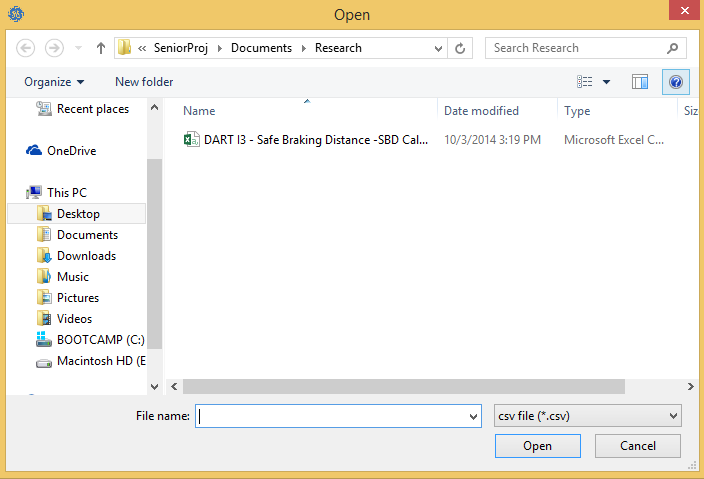 Open
« SeniorProj Documents Research
Search Research
Organize New folder
Name Date modified Type Siz
DART I3 - Safe Braking Distance -SBD Cal... 10/3/2014 3:19 PM Microsoft Excel C...
Recent places
OneDrive
This PC
Desktop
Documents
Downloads
Music
Pictures
Videos
BOOTCAMP (C:)
Macintosh HD (E
File name: csv file (*.csv)
Open Cancel